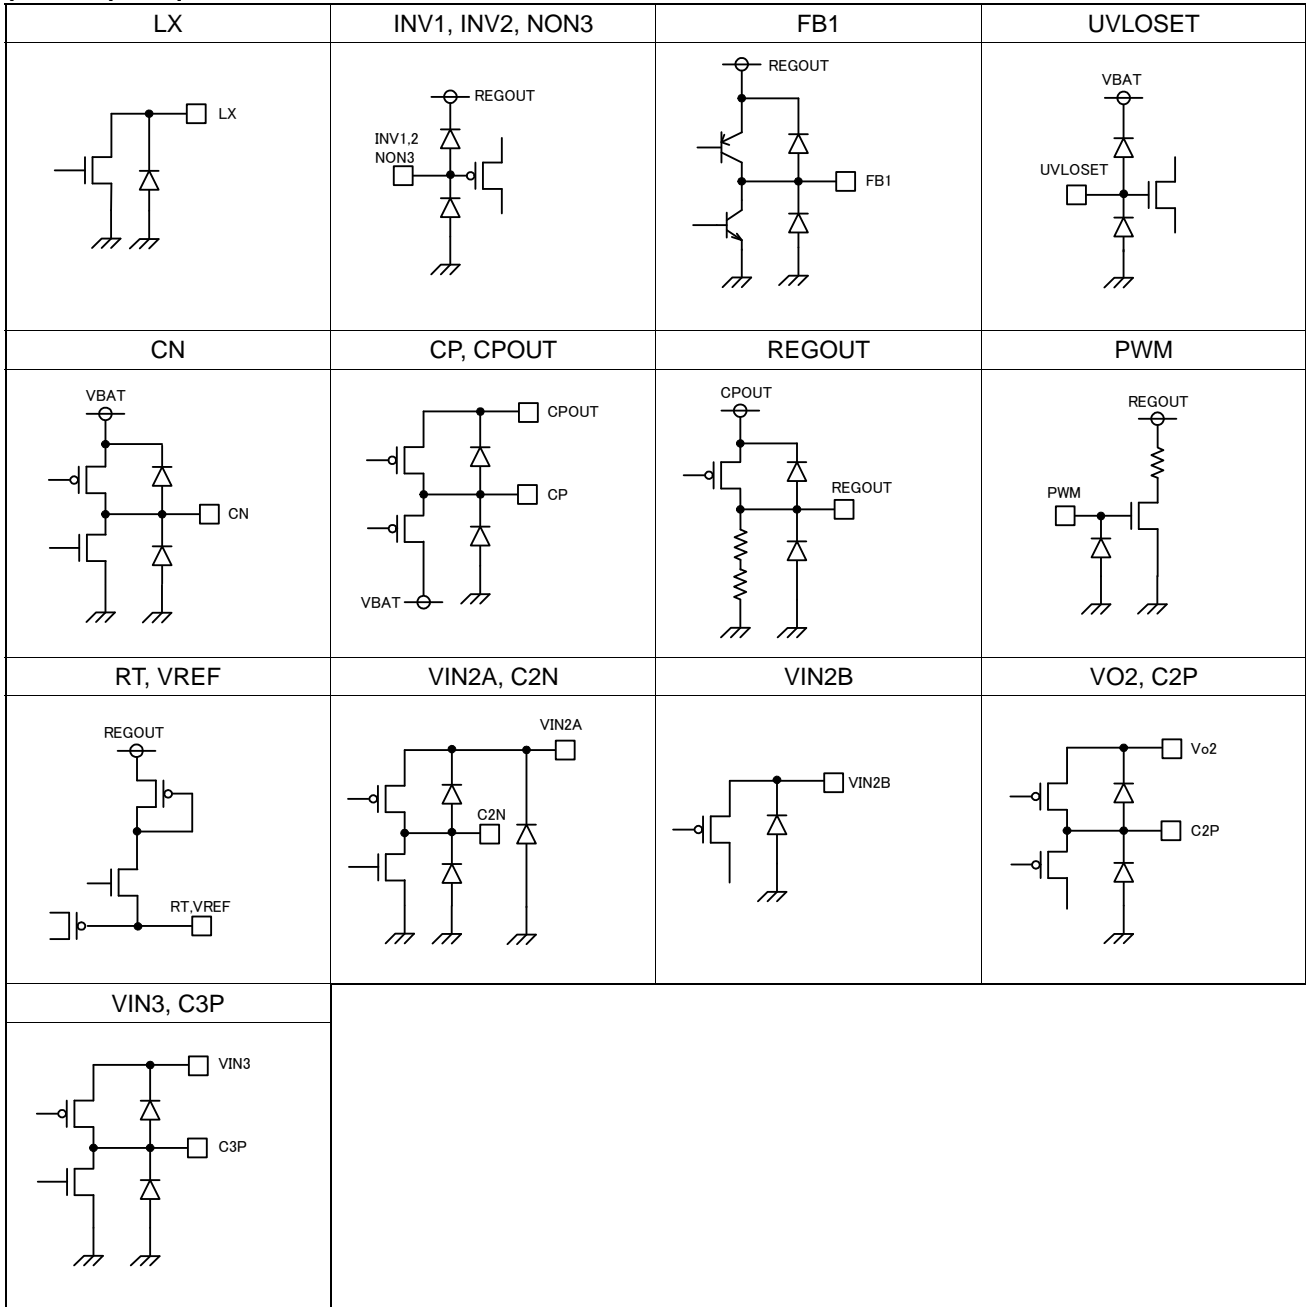 LX
INV1, INV2, NON3
FB1
UVLOSET
LX
REGOUT
INV1,2
NON3
REGOUT
FB1
VBAT
UVLOSET
CN
CP, CPOUT
REGOUT
PWM
VBAT
CN
CPOUT
CP
VBAT
CPOUT
REGOUT
REGOUT
PWM
RT, VREF
VIN2A, C2N
VIN2B
VO2, C2P
REGOUT
RT,VREF
VIN2A
C2N
VIN2B
Vo2
C2P
VIN3, C3P
VIN3
C3P